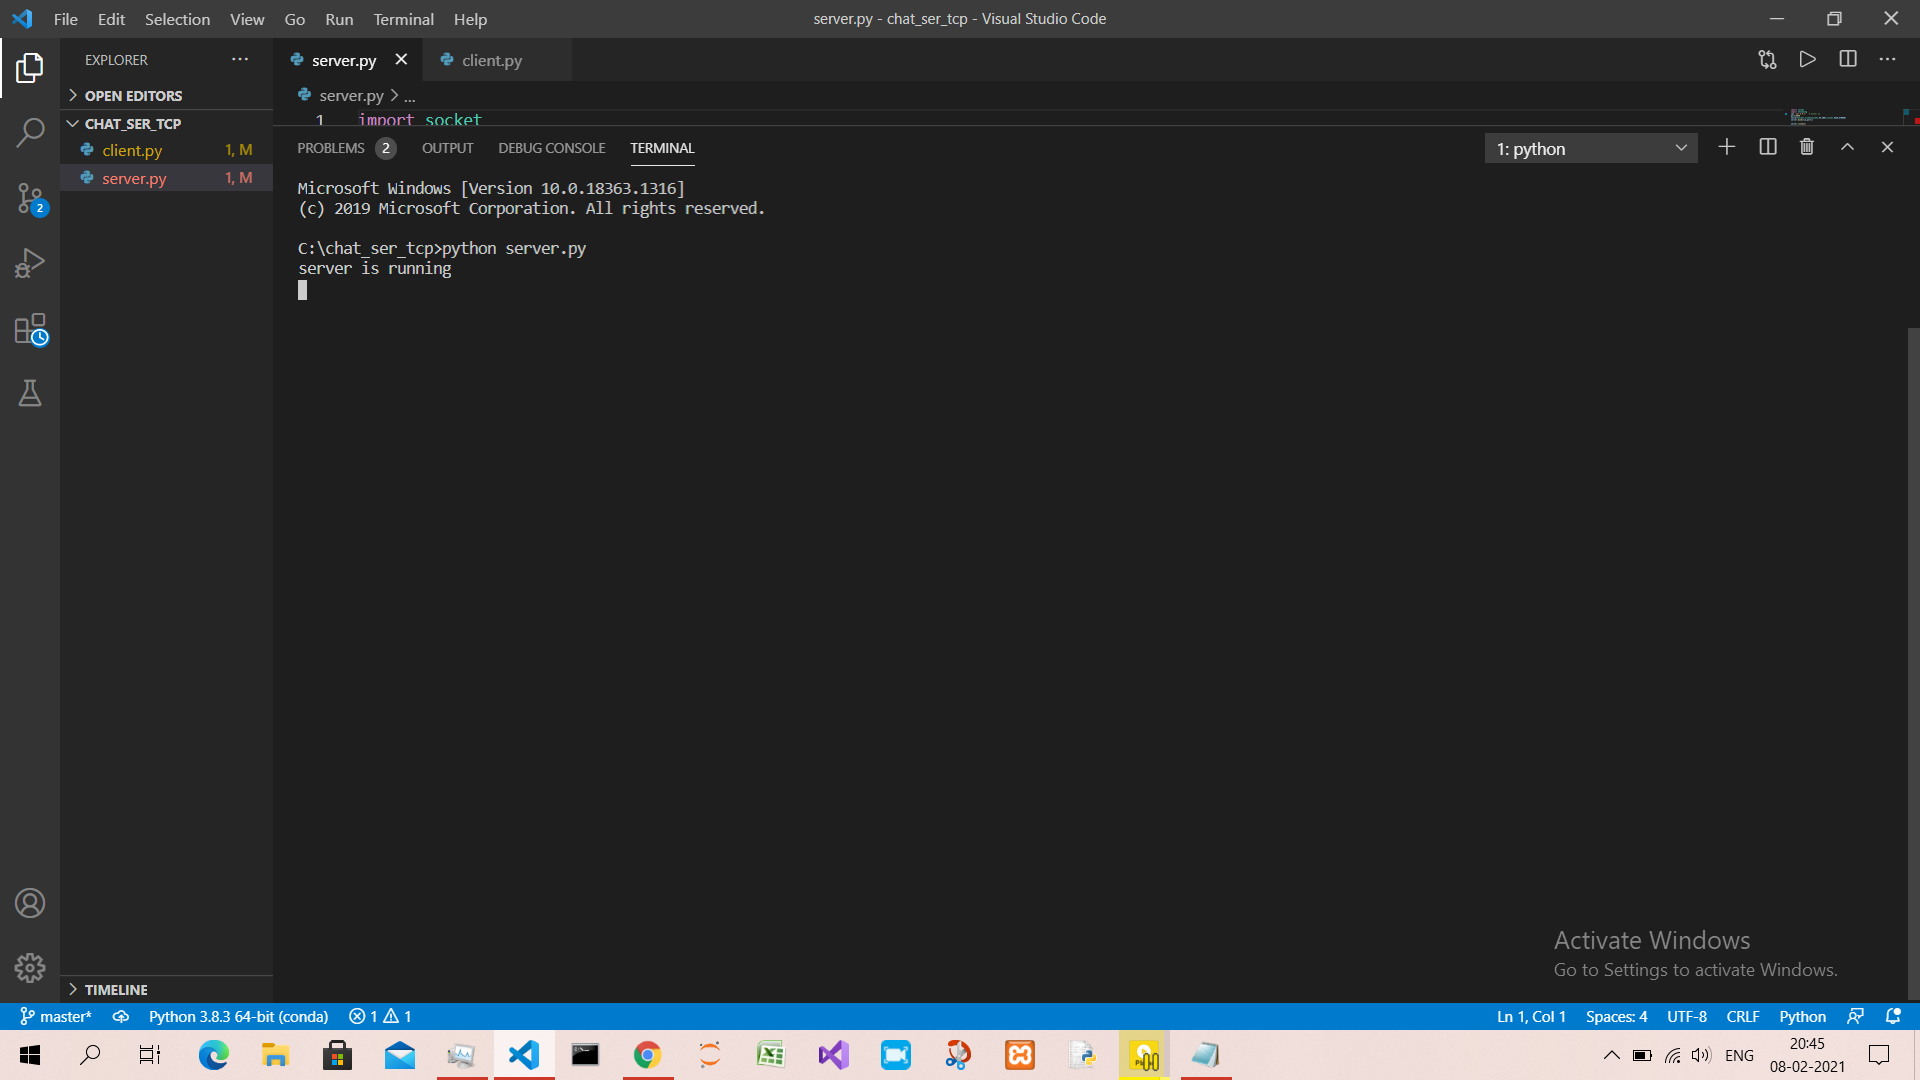 File Edit Selection View Go Run Terminal Help
server.py - chat_ser_tcp - Visual Studio Code
EXPLORER
OPEN EDITORS
CHAT_SER_TCP
client.py 1, M
server.py 1, M
2
TIMELINE
server.py client.py
server.py > ...
1 import socket
PROBLEMS 2 OUTPUT DEBUG CONSOLE TERMINAL
1: python
Microsoft Windows [Version 10.0.18363.1316]
(c) 2019 Microsoft Corporation. All rights reserved.
C:\chat_ser_tcp>python server.py
server is running
Activate Windows
Go to Settings to activate Windows.
master* Python 3.8.3 64-bit (conda) 1 1
Ln 1, Col 1 Spaces: 4 UTF-8 CRLF Python
ENG
20:45
08-02-2021